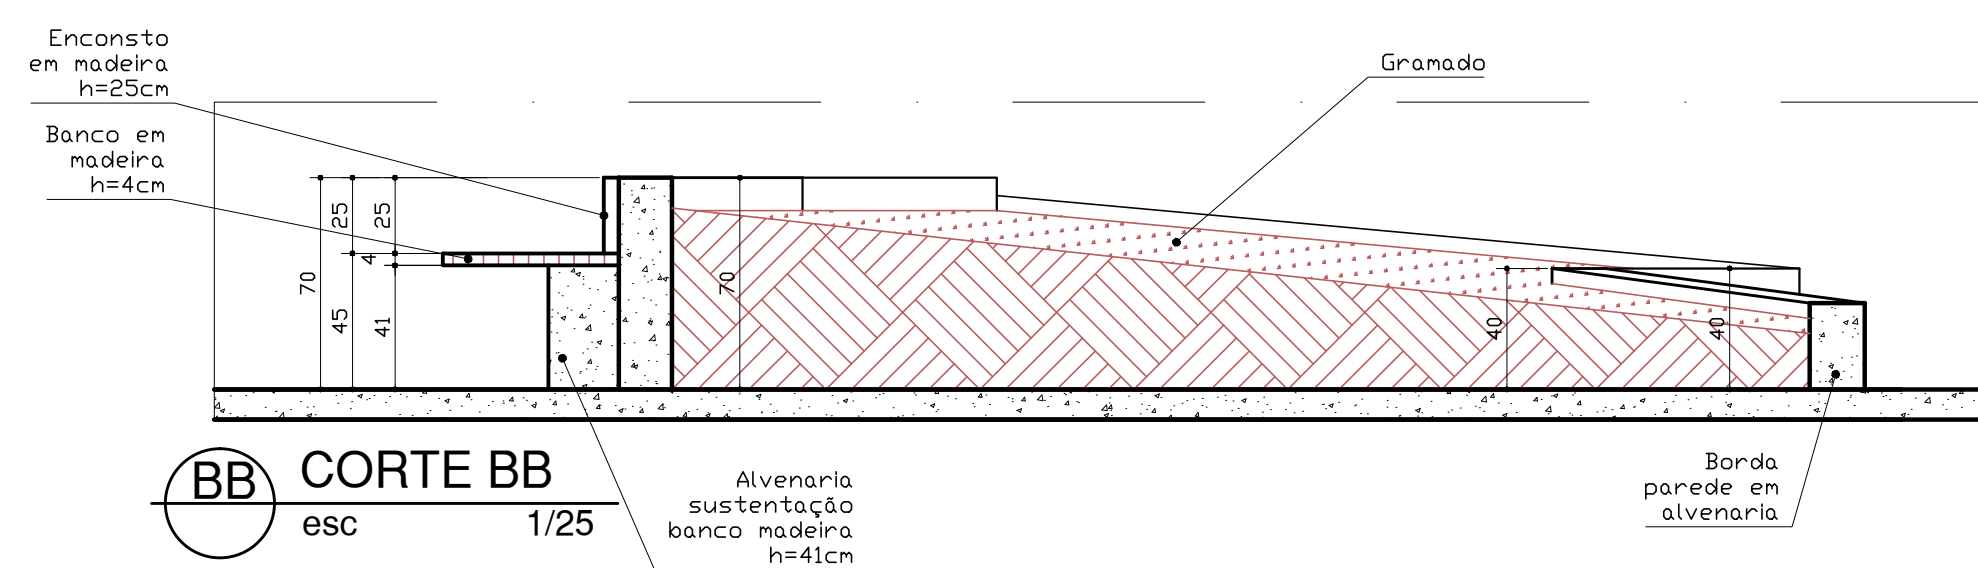 Enconsto
em madeira
h=25cm
Banco em
madeira
h=4cm
Gramado
70
25
45
25
4
41
70
40
40
BB
CORTE BB
esc 1/25
Alvenaria
sustentação
banco madeira
h=41cm
Borda
parede em
alvenaria